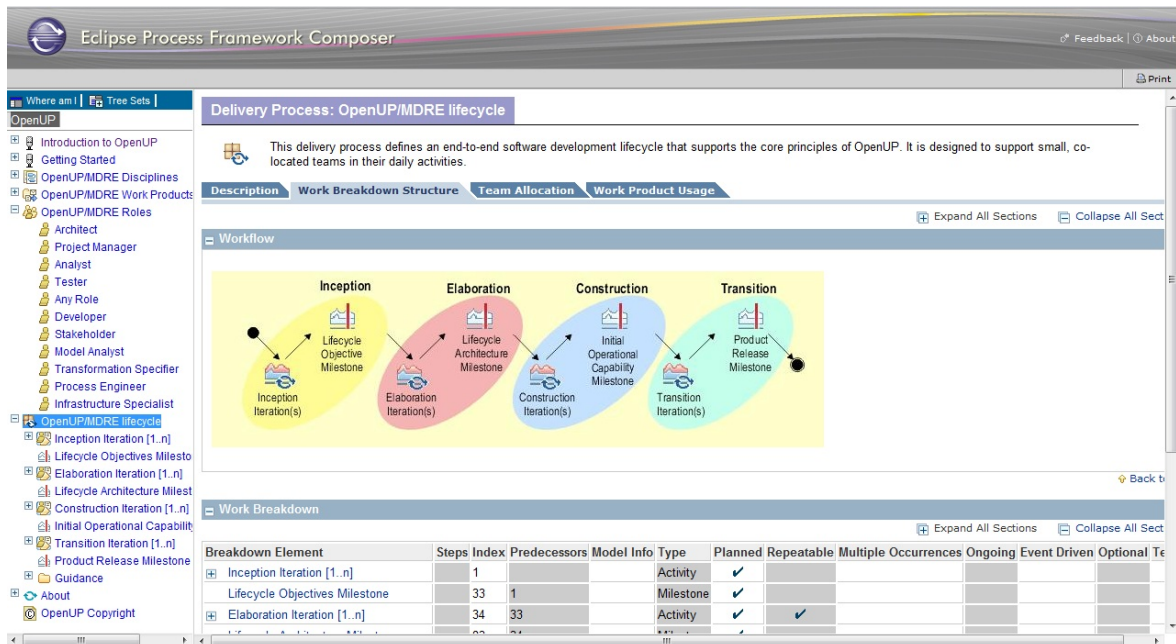 Eclipse Process Framework Composer
Feedback | About
Print
Where am I | Tree Sets |
OpenUP
Introduction to OpenUP
Getting Started
OpenUP/MDRE Disciplines
OpenUP/MDRE Work Products
OpenUP/MDRE Roles
Architect
Project Manager
Analyst
Tester
Any Role
Developer
Stakeholder
Model Analyst
Transformation Specifier
Process Engineer
Infrastructure Specialist
OpenUP/MDRE lifecycle
Inception Iteration [1..n]
Lifecycle Objectives Milesto
Elaboration Iteration [1..n]
Lifecycle Architecture Milest
Construction Iteration [1..n]
Initial Operational Capabilit
Transition Iteration [1..n]
Product Release Milestone
Guidance
About
OpenUP Copyright
Delivery Process: OpenUP/MDRE lifecycle
This delivery process defines an end-to-end software development lifecycle that supports the core principles of OpenUP. It is designed to support small, co-
located teams in their daily activities.
Description Work Breakdown Structure Team Allocation Work Product Usage
Expand All Sections Collapse All Sect
Workflow
Inception Elaboration Construction Transition
Lifecycle
Objective
Milestone
Inception
Iteration(s)
Lifecycle
Architecture
Milestone
Elaboration
Iteration(s)
Initial
Operational
Capability
Milestone
Construction
Iteration(s)
Product
Release
Milestone
Transition
Iteration(s)
Back to
Work Breakdown
Expand All Sections Collapse All Sect
Breakdown Element Steps Index Predecessors Model Info Type Planned Repeatable Multiple Occurrences Ongoing Event Driven Optional Te
Inception Iteration [1..n] 1 Activity ✔
Lifecycle Objectives Milestone 33 1 Milestone ✔
Elaboration Iteration [1..n] 34 33 Activity ✔ ✔